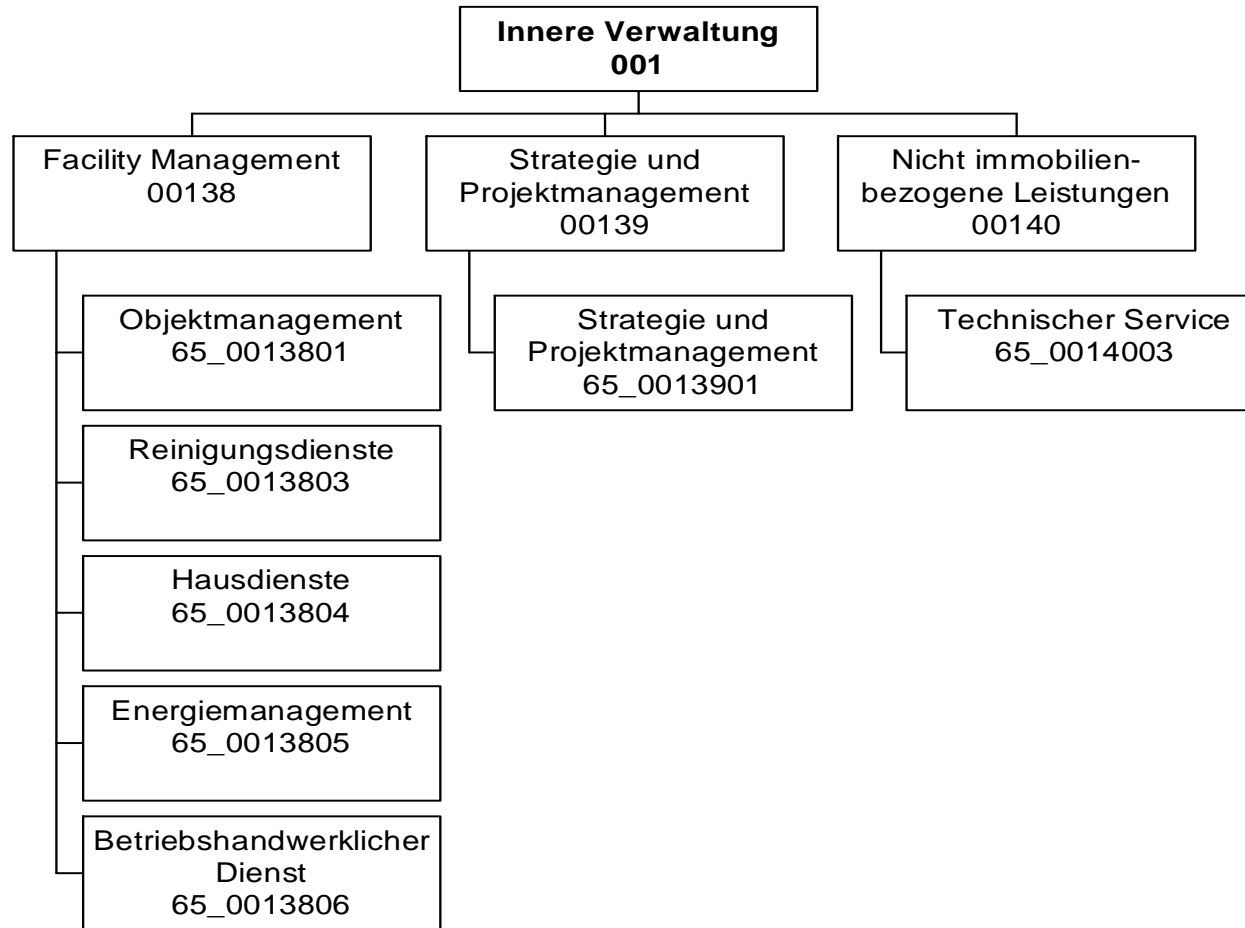 Innere Verwaltung
001
Facility Management
00138
Strategie und
Projektmanagement
00139
Nicht immobilien-
bezogene Leistungen
00140
Objektmanagement
65_0013801
Reinigungsdienste
65_0013803
Hausdienste
65_0013804
Energiemanagement
65_0013805
Betriebshandwerklicher
Dienst
65_0013806
Strategie und
Projektmanagement
65_0013901
Technischer Service
65_0014003